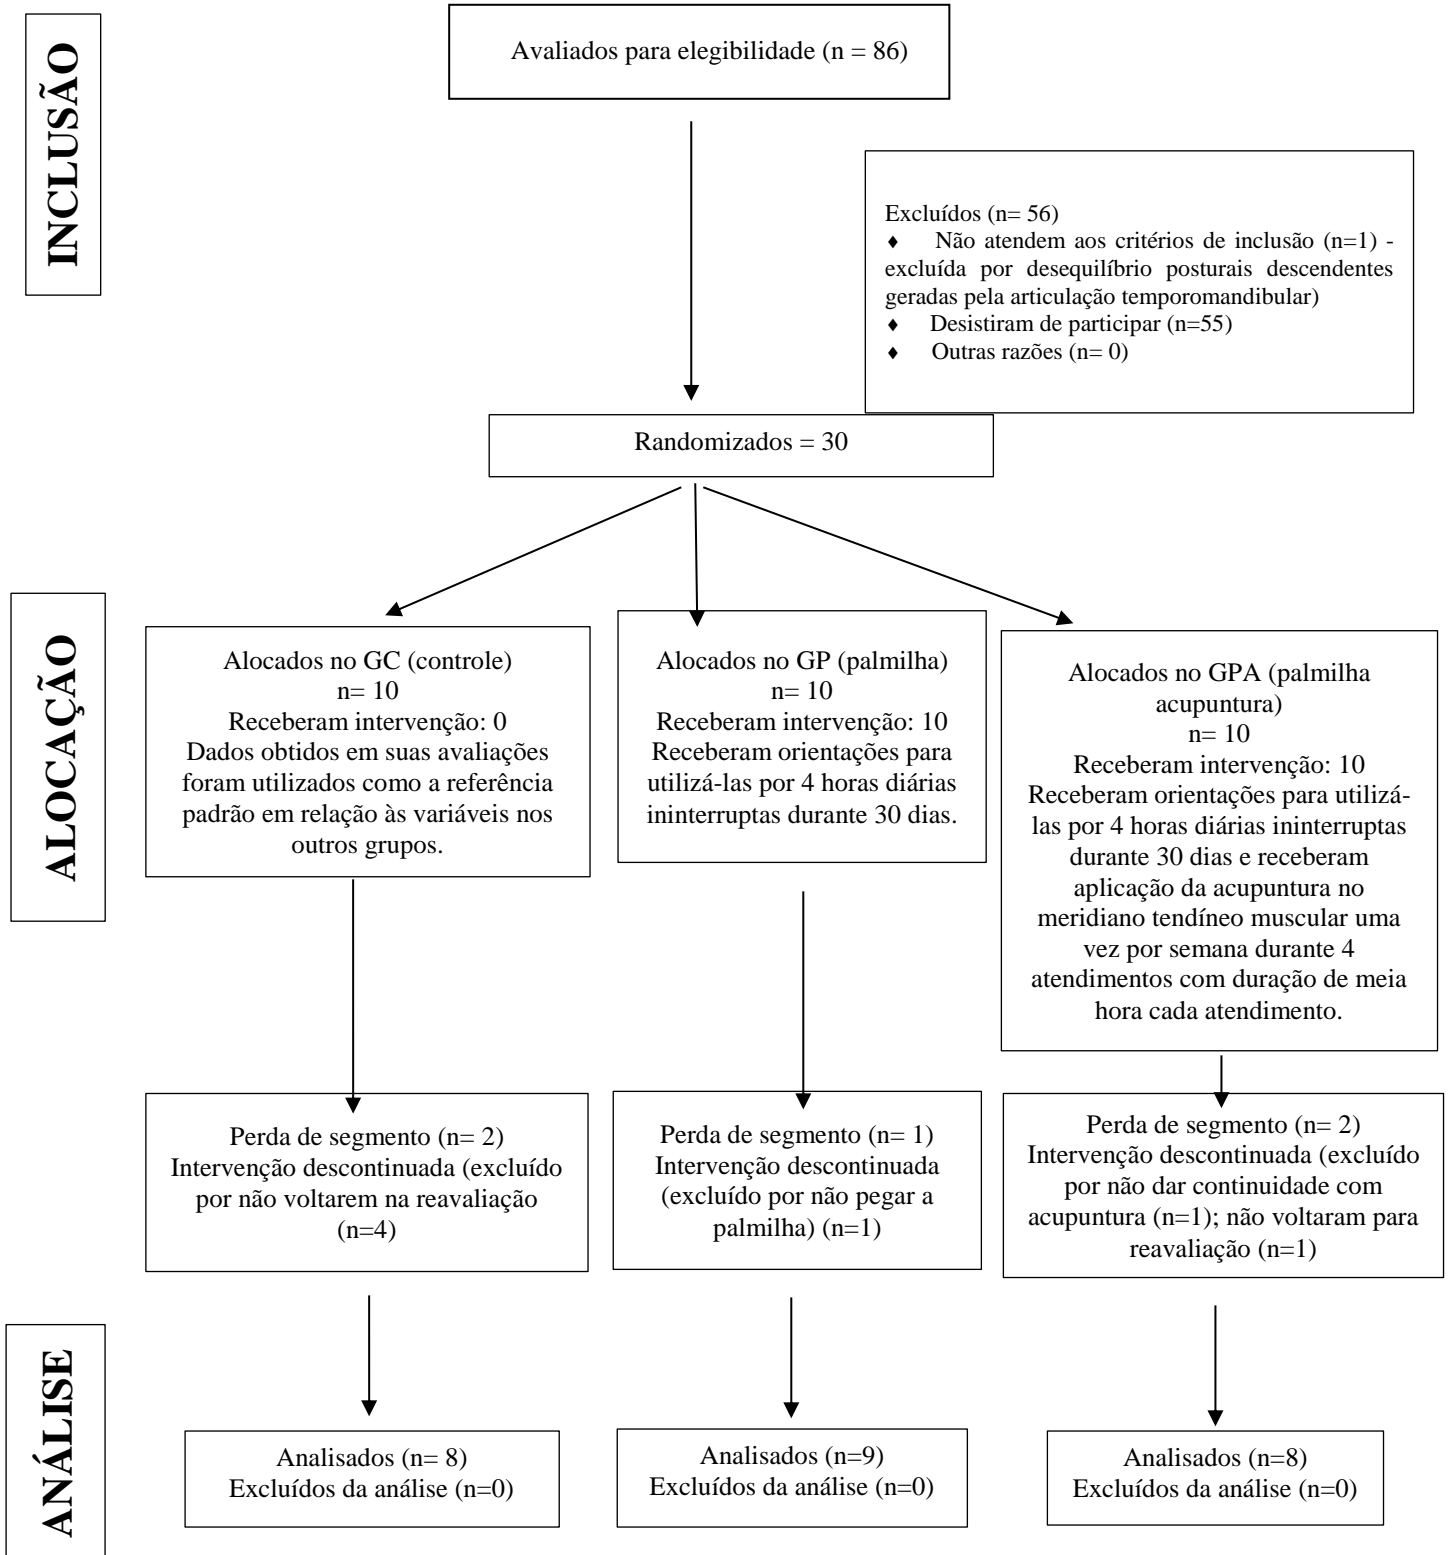 INCLUSÃO
Avaliados para elegibilidade (n = 86)
Excluídos (n= 56)
♦ Não atendem aos critérios de inclusão (n=1) -
excluída por desequilíbrio posturais descendentes
geradas pela articulação temporomandibular)
♦ Desistiram de participar (n=55)
♦ Outras razões (n= 0)
Randomizados = 30
ALOCAÇÃO
Alocados no GC (controle)
n= 10
Receberam intervenção: 0
Dados obtidos em suas avaliações
foram utilizados como a referência
padrão em relação às variáveis nos
outros grupos.
Alocados no GP (palmilha)
n= 10
Receberam intervenção: 10
Receberam orientações para
utilizá-las por 4 horas diárias
ininterruptas durante 30 dias.
Alocados no GPA (palmilha
acupuntura)
n= 10
Receberam intervenção: 10
Receberam orientações para utilizá-
las por 4 horas diárias ininterruptas
durante 30 dias e receberam
aplicação da acupuntura no
meridiano tendíneo muscular uma
vez por semana durante 4
atendimentos com duração de meia
hora cada atendimento.
Perda de segmento (n= 2)
Intervenção descontinuada (excluído
por não voltarem na reavaliação
(n=4)
Perda de segmento (n= 1)
Intervenção descontinuada
(excluído por não pegar a
palmilha) (n=1)
Perda de segmento (n= 2)
Intervenção descontinuada (excluído
por não dar continuidade com
acupuntura (n=1); não voltaram para
reavaliação (n=1)
ANÁLISE
Analisados (n= 8)
Excluídos da análise (n=0)
Analisados (n=9)
Excluídos da análise (n=0)
Analisados (n=8)
Excluídos da análise (n=0)